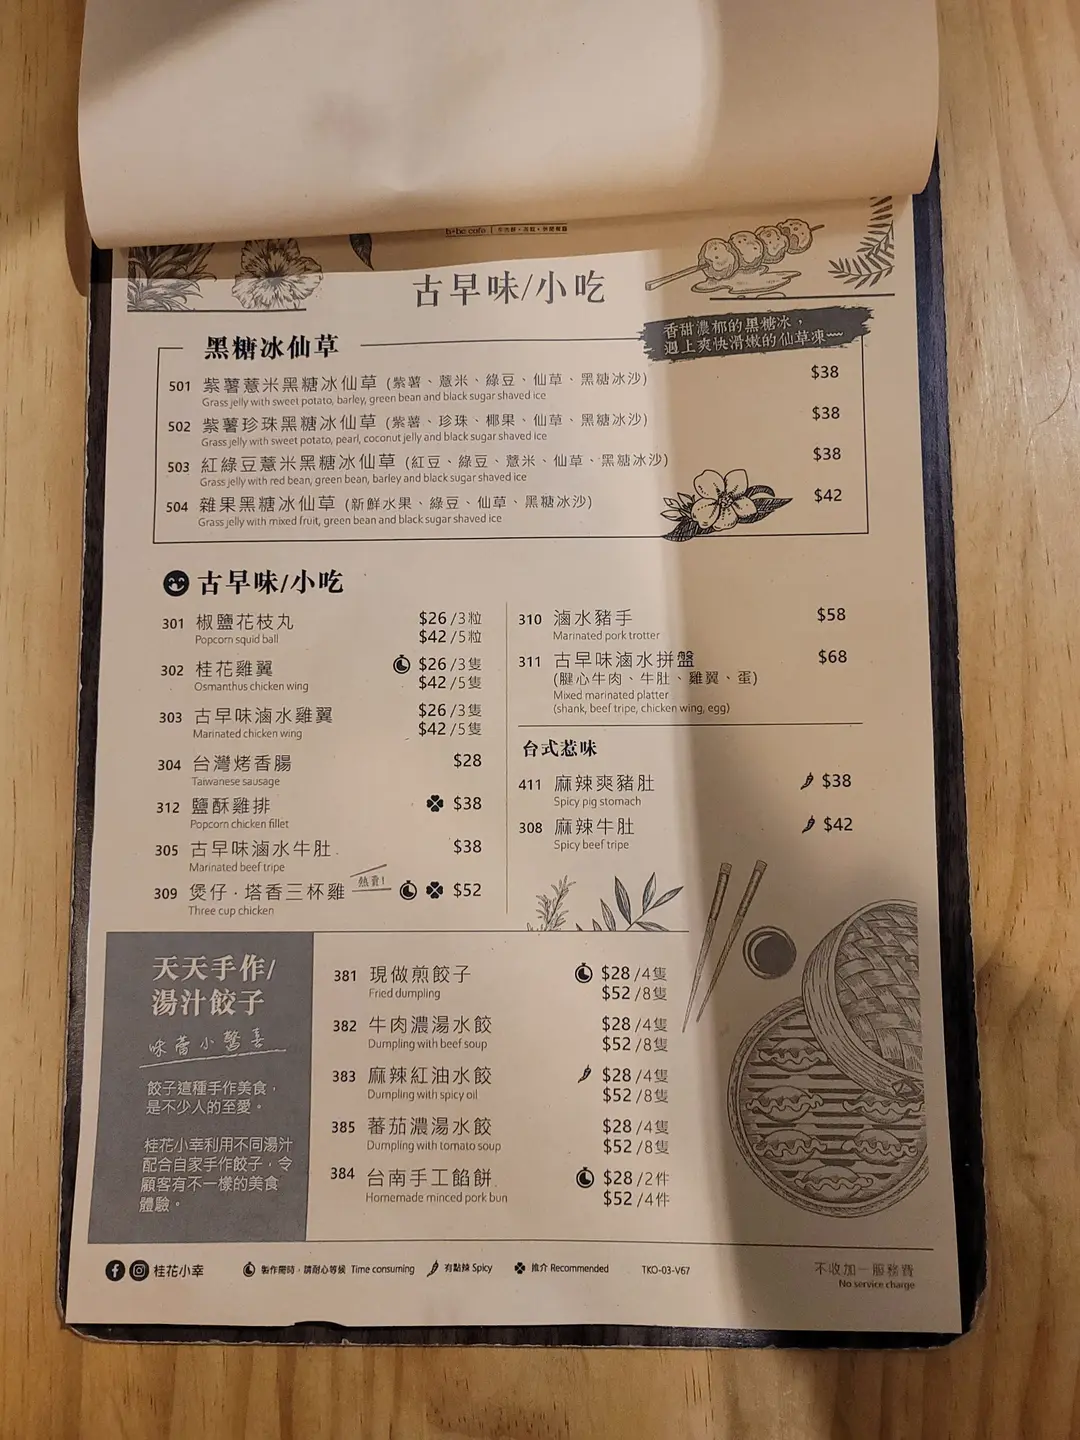 b+bc cafe
古早味/小吃
香甜濃郁的黑糖冰，
遇上爽快滑嫩的仙草凍~~
黑糖冰仙草
501 紫薯薏米黑糖冰仙草 (紫薯、薏米、綠豆、仙草、黑糖冰沙) $38
Grass jelly with sweet potato, barley, green bean and black sugar shaved ice
502 紫薯珍珠黑糖冰仙草 (紫薯、珍珠、椰果、仙草、黑糖冰沙) $38
Grass jelly with sweet potato, pearl, coconut jelly and black sugar shaved ice
503 紅綠豆薏米黑糖冰仙草 (紅豆、綠豆、薏米、仙草、黑糖冰沙) $38
Grass jelly with red bean, green bean, barley and black sugar shaved ice
504 雜果黑糖冰仙草 (新鮮水果、綠豆、仙草、黑糖冰沙) $42
Grass jelly with mixed fruit, green bean and black sugar shaved ice
古早味/小吃
301 椒鹽花枝丸 $26 /3粒
Popcorn squid ball $42 /5粒
302 桂花雞翼 $26 /3隻
Osmanthus chicken wing $42 /5隻
303 古早味滷水雞翼 $26 /3隻
Marinated chicken wing $42 /5隻
304 台灣烤香腸 $28
Taiwanese sausage
312 鹽酥雞排 $38
Popcorn chicken fillet
305 古早味滷水牛肚 $38
Marinated beef tripe
309 煲仔·塔香三杯雞 熱賣! $52
Three cup chicken
310 滷水豬手 $58
Marinated pork trotter
311 古早味滷水拼盤 $68
(腱心牛肉、牛肚、雞翼、蛋)
Mixed marinated platter
(shank, beef tripe, chicken wing, egg)
台式惹味
411 麻辣爽豬肚 $38
Spicy pig stomach
308 麻辣牛肚 $42
Spicy beef tripe
天天手作/
湯汁餃子
味蕾小驚喜
餃子這種手作美食，
是不少人的至愛。
桂花小幸利用不同湯汁
配合自家手作餃子，令
顧客有不一樣的美食
體驗。
381 現做煎餃子 $28 /4隻
Fried dumpling $52 /8隻
382 牛肉濃湯水餃 $28 /4隻
Dumpling with beef soup $52 /8隻
383 麻辣紅油水餃 $28 /4隻
Dumpling with spicy oil $52 /8隻
385 蕃茄濃湯水餃 $28 /4隻
Dumpling with tomato soup $52 /8隻
384 台南手工餡餅 $28 /2件
Homemade minced pork bun $52 /4件
桂花小幸 製作需時，請耐心等候 Time consuming 有點辣 Spicy 推介 Recommended TKO-03-V67 不收加一服務費
No service charge